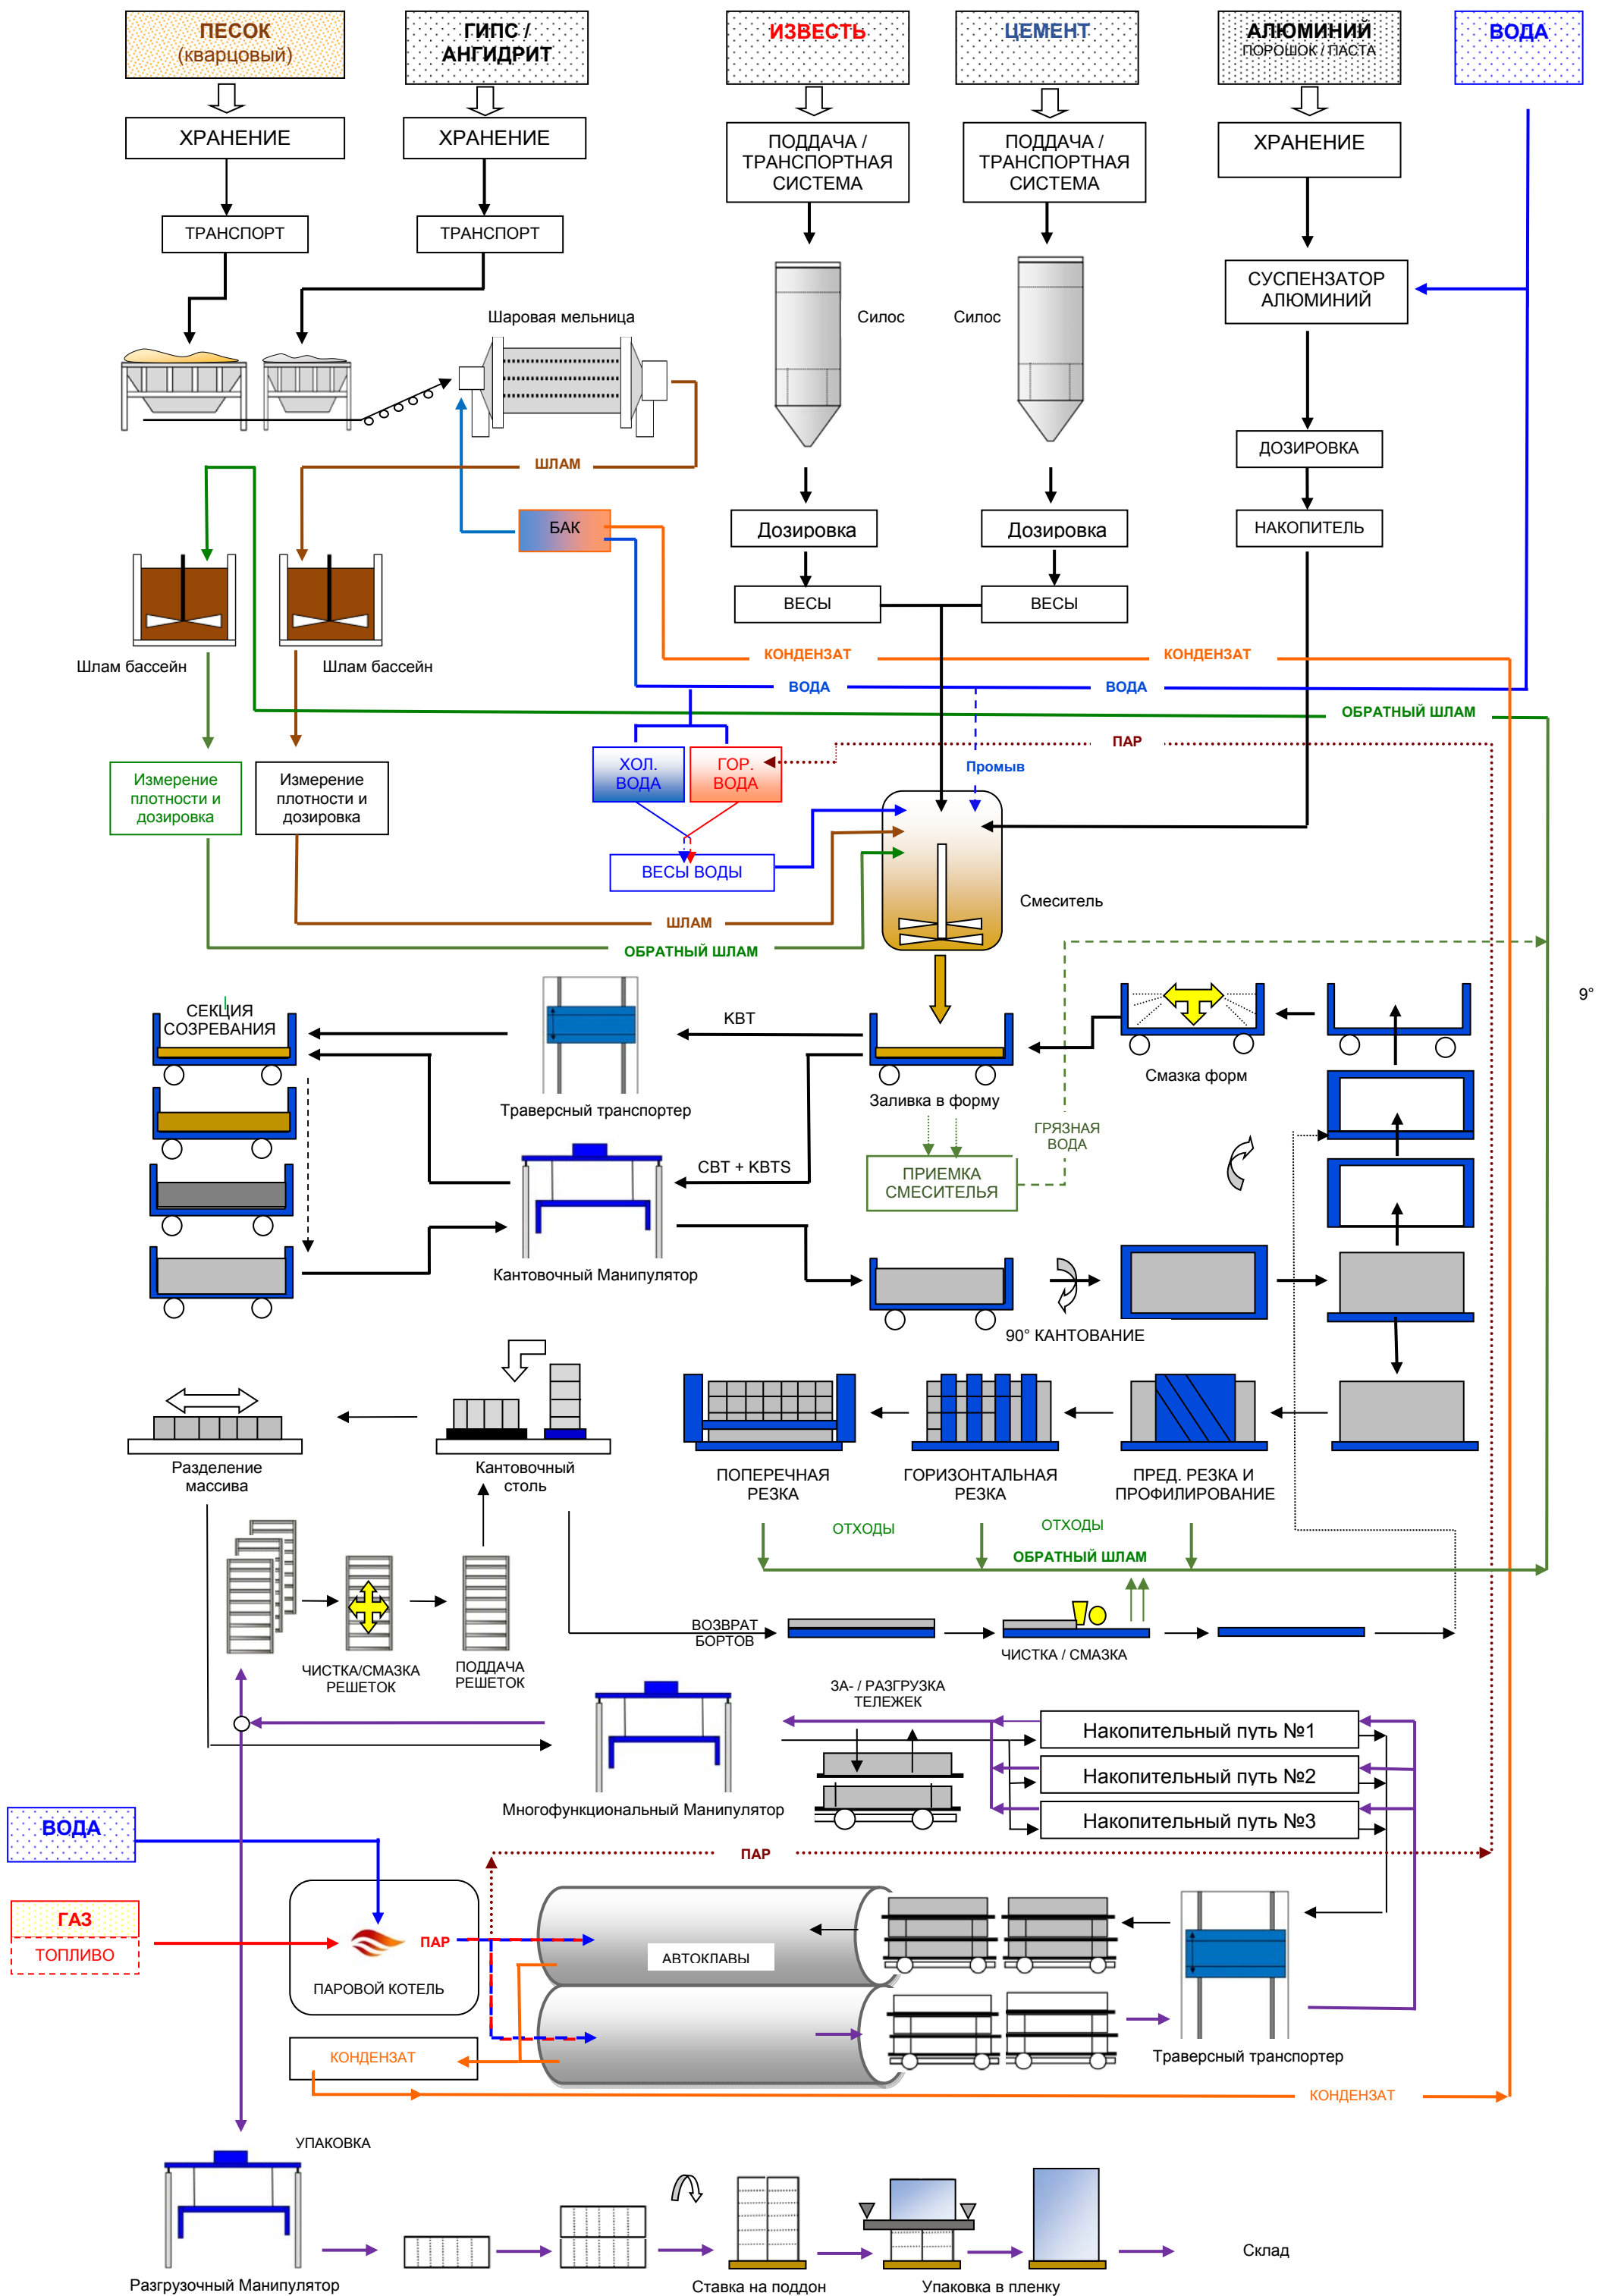 ПЕСОК
(кварцовый)
ГИПС /
АНГИДРИТ
ИЗВЕСТЬ
ЦЕМЕНТ
АЛЮМИНИЙ
ПОРОШОК / ПАСТА
ВОДА
ХРАНЕНИЕ
ХРАНЕНИЕ
ПОДДАЧА /
ТРАНСПОРТНАЯ
СИСТЕМА
ПОДДАЧА /
ТРАНСПОРТНАЯ
СИСТЕМА
ХРАНЕНИЕ
ТРАНСПОРТ
ТРАНСПОРТ
СУСПЕНЗАТОР
АЛЮМИНИЙ
Шаровая мельница
Силос
Силос
ДОЗИРОВКА
ШЛАМ
БАК
Дозировка
Дозировка
НАКОПИТЕЛЬ
ВЕСЫ
ВЕСЫ
Шлам бассейн
Шлам бассейн
КОНДЕНЗАТ
КОНДЕНЗАТ
ВОДА
ВОДА
ОБРАТНЫЙ ШЛАМ
ПАР
Измерение
плотности и
дозировка
Измерение
плотности и
дозировка
ХОЛ.
ВОДА
ГОР.
ВОДА
Промыв
ВЕСЫ ВОДЫ
Смеситель
ШЛАМ
ОБРАТНЫЙ ШЛАМ
9°
СЕКЦИЯ
СОЗРЕВАНИЯ
КВТ
Траверсный транспортер
Заливка в форму
Смазка форм
ГРЯЗНАЯ
ВОДА
СВТ + KBTS
ПРИЕМКА
СМЕСИТЕЛЬЯ
Кантовочный Манипулятор
90° КАНТОВАНИЕ
Разделение
массива
Кантовочный
столь
ПОПЕРЕЧНАЯ
РЕЗКА
ГОРИЗОНТАЛЬНАЯ
РЕЗКА
ПРЕД. РЕЗКА И
ПРОФИЛИРОВАНИЕ
ОТХОДЫ
ОТХОДЫ
ОБРАТНЫЙ ШЛАМ
ВОЗВРАТ
БОРТОВ
ЧИСТКА / СМАЗКА
ЧИСТКА/СМАЗКА
РЕШЕТОК
ПОДДАЧА
РЕШЕТОК
ЗА- / РАЗГРУЗКА
ТЕЛЕЖЕК
Накопительный путь №1
Накопительный путь №2
Накопительный путь №3
Многофункциональный Манипулятор
ВОДА
ПАР
ГАЗ
ТОПЛИВО
ПАР
ПАРОВОЙ КОТЕЛЬ
АВТОКЛАВЫ
КОНДЕНЗАТ
Траверсный транспортер
КОНДЕНЗАТ
УПАКОВКА
Разгрузочный Манипулятор
Ставка на поддон
Упаковка в пленку
Склад